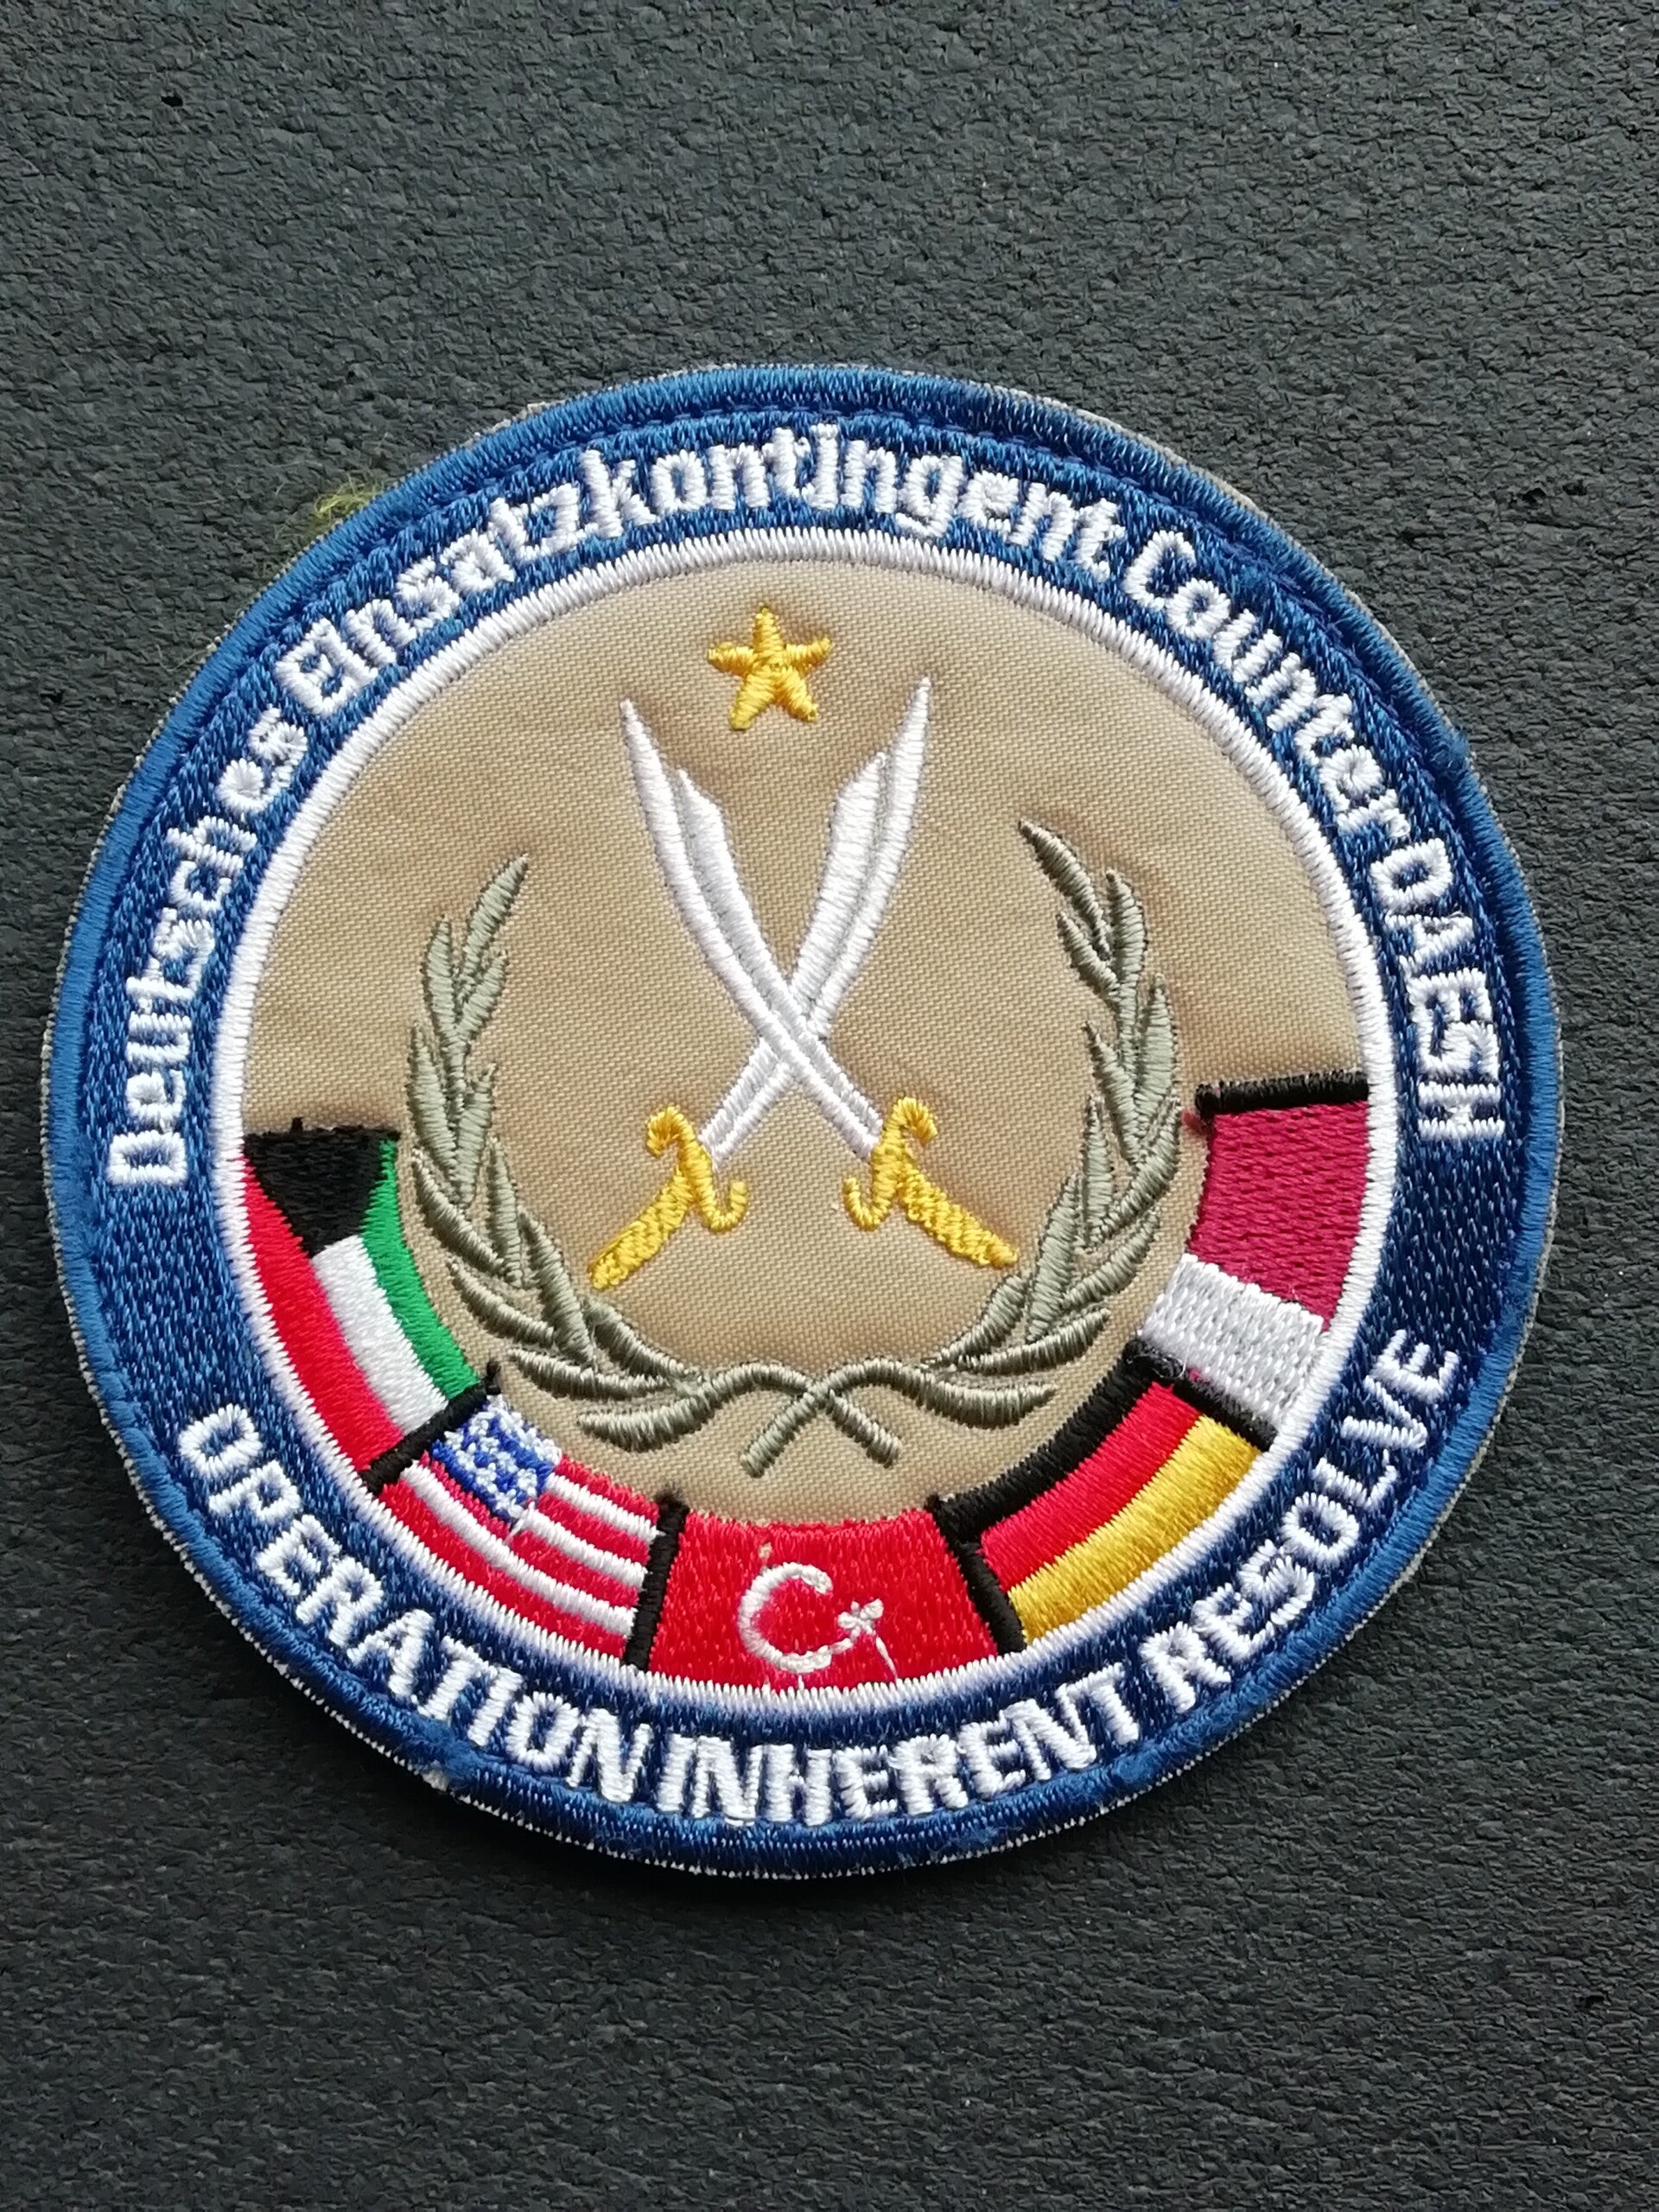 Deutsches Einsatzkontingent Counter DAESH
OPERATION INHERENT RESOLVE